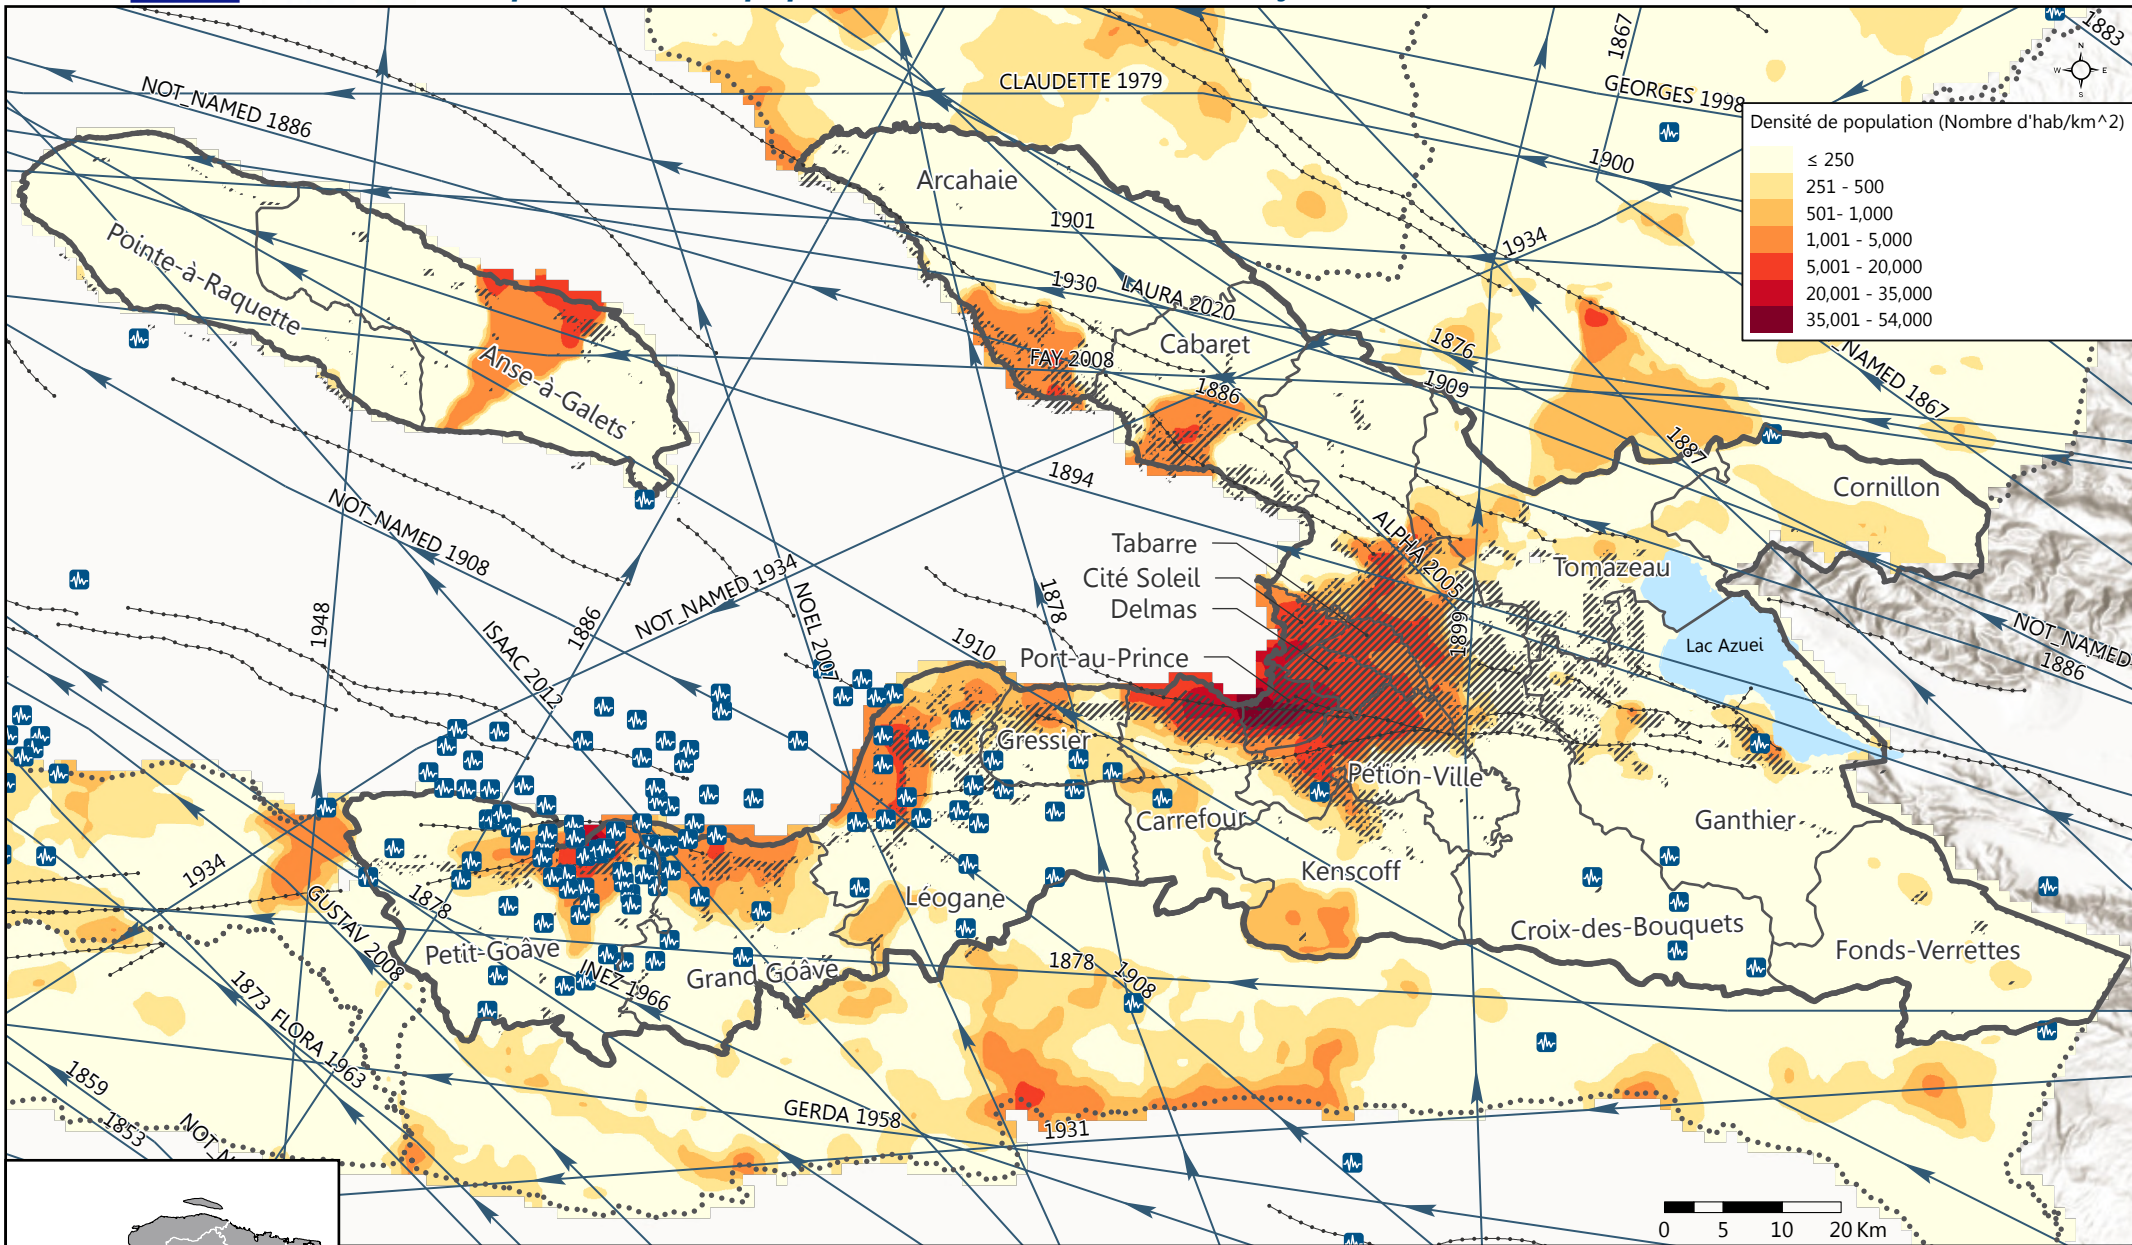 1867
1883
N
W E
S
CLAUDETTE 1979
GEORGES 1998
NOT_NAMED 1886
Densité de population (Nombre d'hab/km^2)
≤ 250
251 - 500
501- 1,000
1,001 - 5,000
5,001 - 20,000
20,001 - 35,000
35,001 - 54,000
1900
Arcahaie
1901
1934
Pointe-à-Raquette
1930
LAURA 2020
Cabaret
1876
FAY 2008
1886
1909
_NAMED 1867
Anse-à-Galets
1887
1894
Cornillon
NOT_NAMED 1908
ALPHA 2005
Tabarre
Cité Soleil
Delmas
Tomazeau
NOT_NAMED 1934
NOEL 2007
1878
1899
1948
1886
ISAAC 2012
1910
Port-au-Prince
Lac Azuei
NOT_NAMED
1886
Gressier
Pétion-Ville
Carrefour
Ganthier
1934
Kenscoff
GUSTAV 2008
1878
Léogane
Croix-des-Bouquets
Fonds-Verrettes
Petit-Goâve
INEZ 1966
Grand Goâve
1878
1908
1873
FLORA 1963
1859
1853
NOT_N
GERDA 1958
1931
0 5 10 20 Km